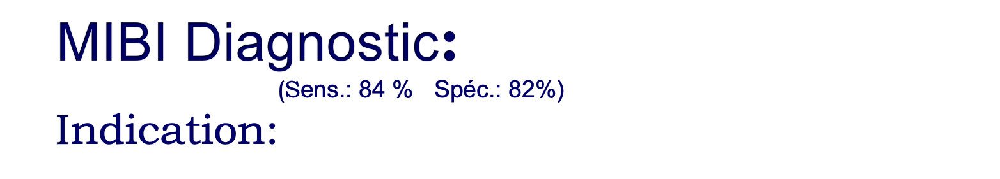 MIBI Diagnostic:
(Sens.: 84 % Spéc.: 82%)
Indication: